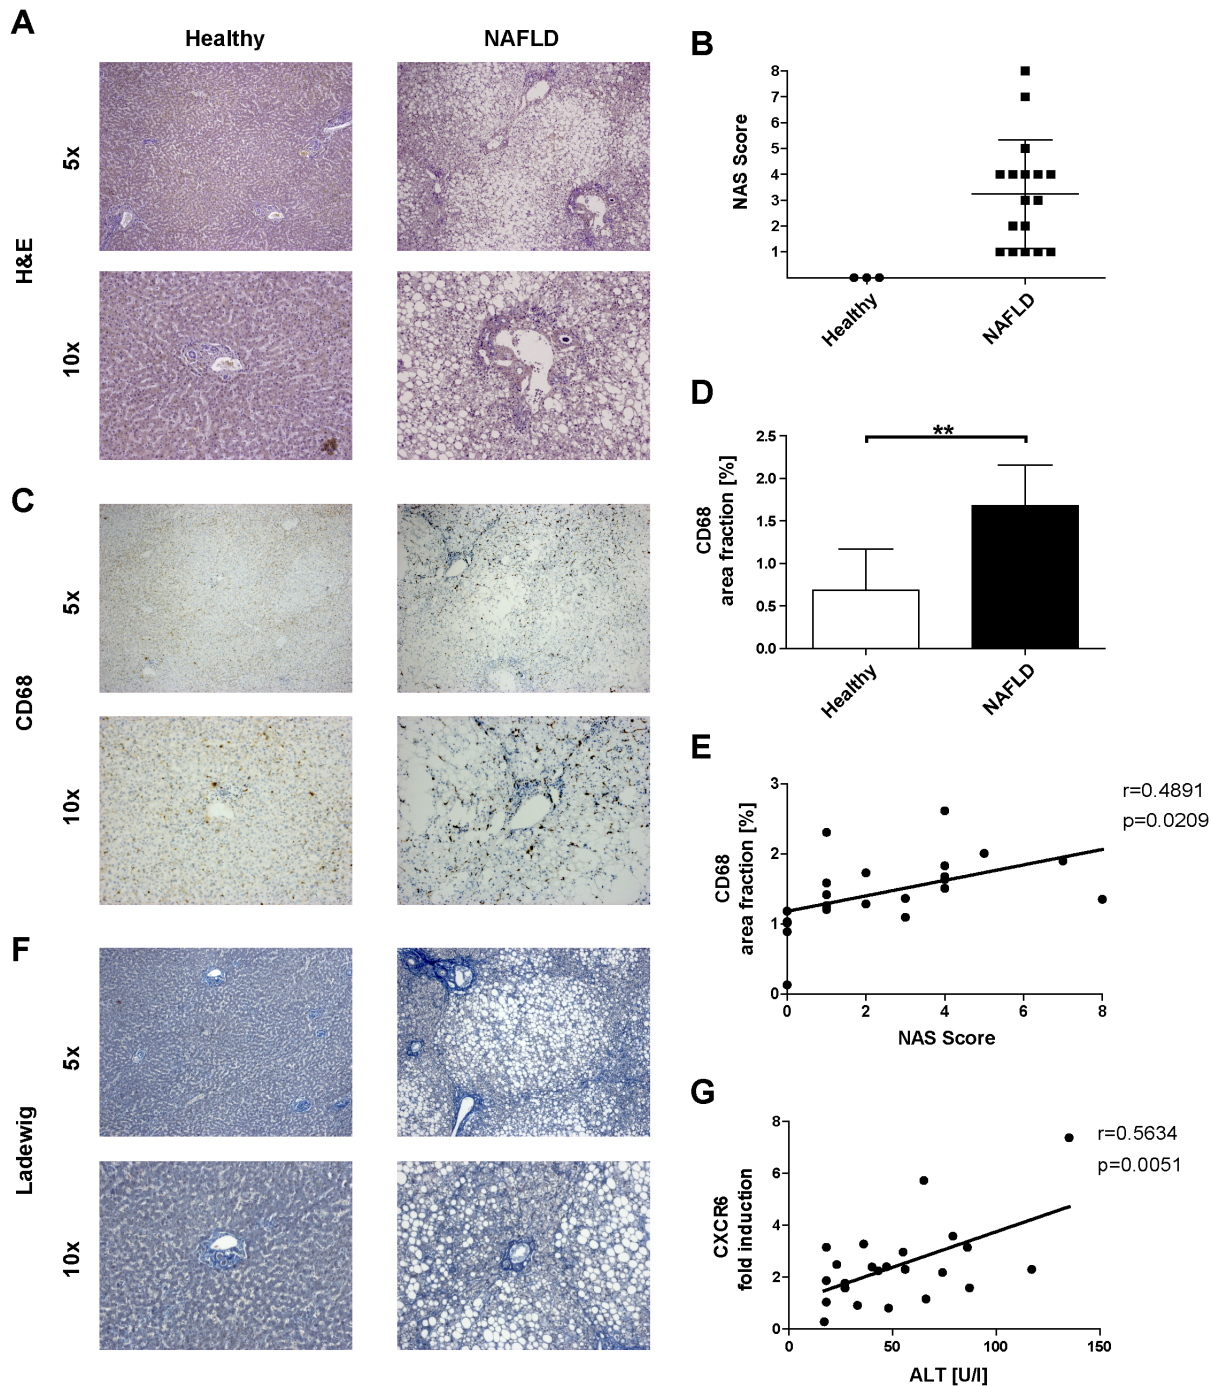 A
Healthy
NAFLD
5x
10x
H&E
B
NAS Score
8
7
6
5
4
3
2
1
Healthy
NAFLD
C
5x
10x
CD68
D
CD68
area fraction [%]
2.5
2.0
1.5
1.0
0.5
0.0
**
Healthy
NAFLD
E
CD68
area fraction [%]
3
2
1
0
0 2 4 6 8
NAS Score
r=0.4891
p=0.0209
F
5x
10x
Ladewig
G
CXCR6
fold induction
8
6
4
2
0
0 50 100 150
ALT [U/l]
r=0.5634
p=0.0051